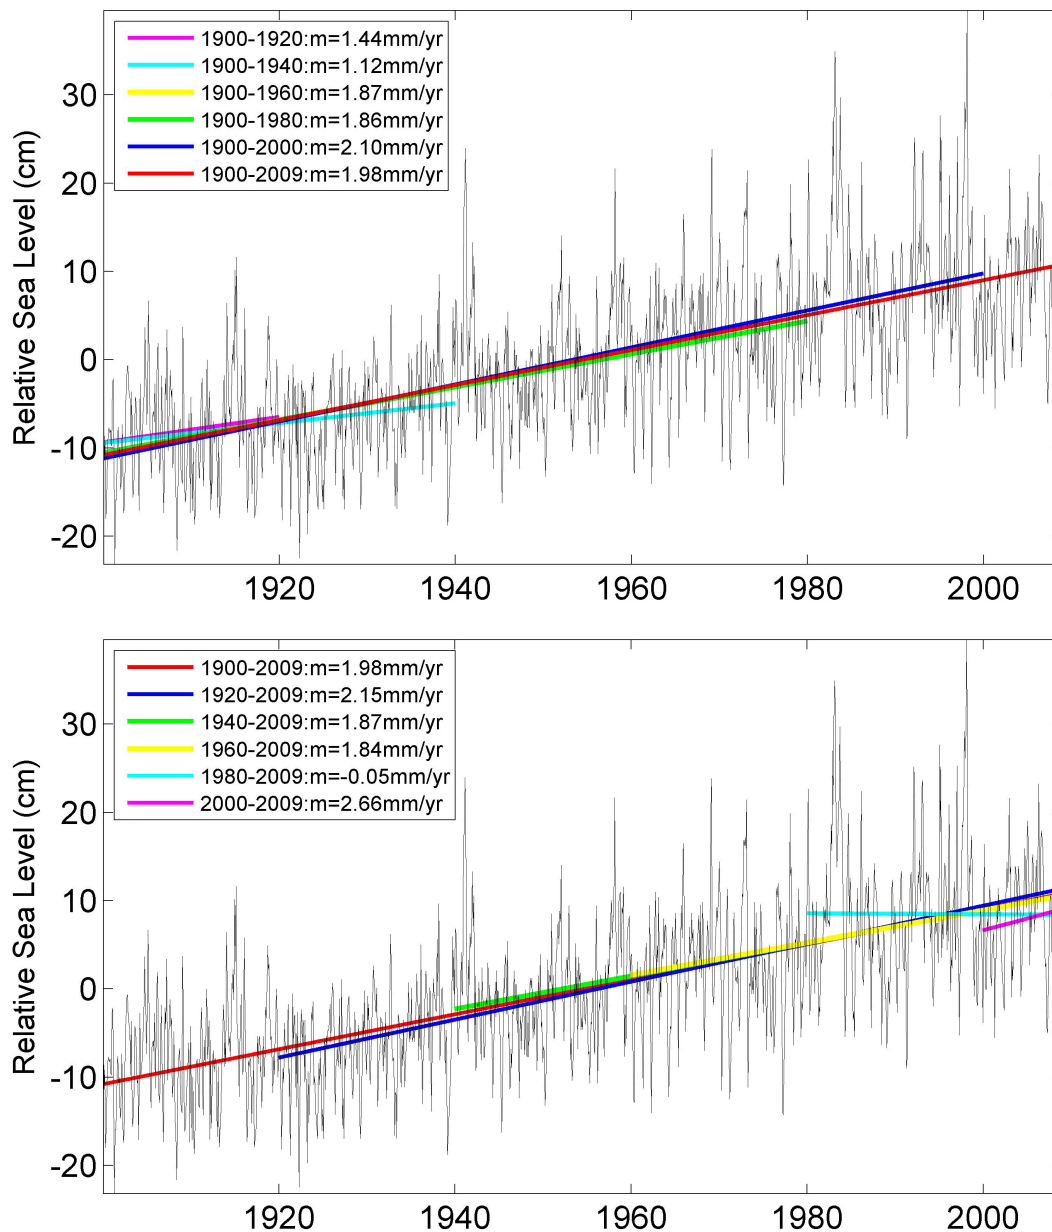 1900-1920:m=1.44mm/yr
1900-1940:m=1.12mm/yr
1900-1960:m=1.87mm/yr
1900-1980:m=1.86mm/yr
1900-2000:m=2.10mm/yr
1900-2009:m=1.98mm/yr
Relative Sea Level (cm)
30
20
10
0
-10
-20
1920 1940 1960 1980 2000
1900-2009:m=1.98mm/yr
1920-2009:m=2.15mm/yr
1940-2009:m=1.87mm/yr
1960-2009:m=1.84mm/yr
1980-2009:m=-0.05mm/yr
2000-2009:m=2.66mm/yr
Relative Sea Level (cm)
30
20
10
0
-10
-20
1920 1940 1960 1980 2000